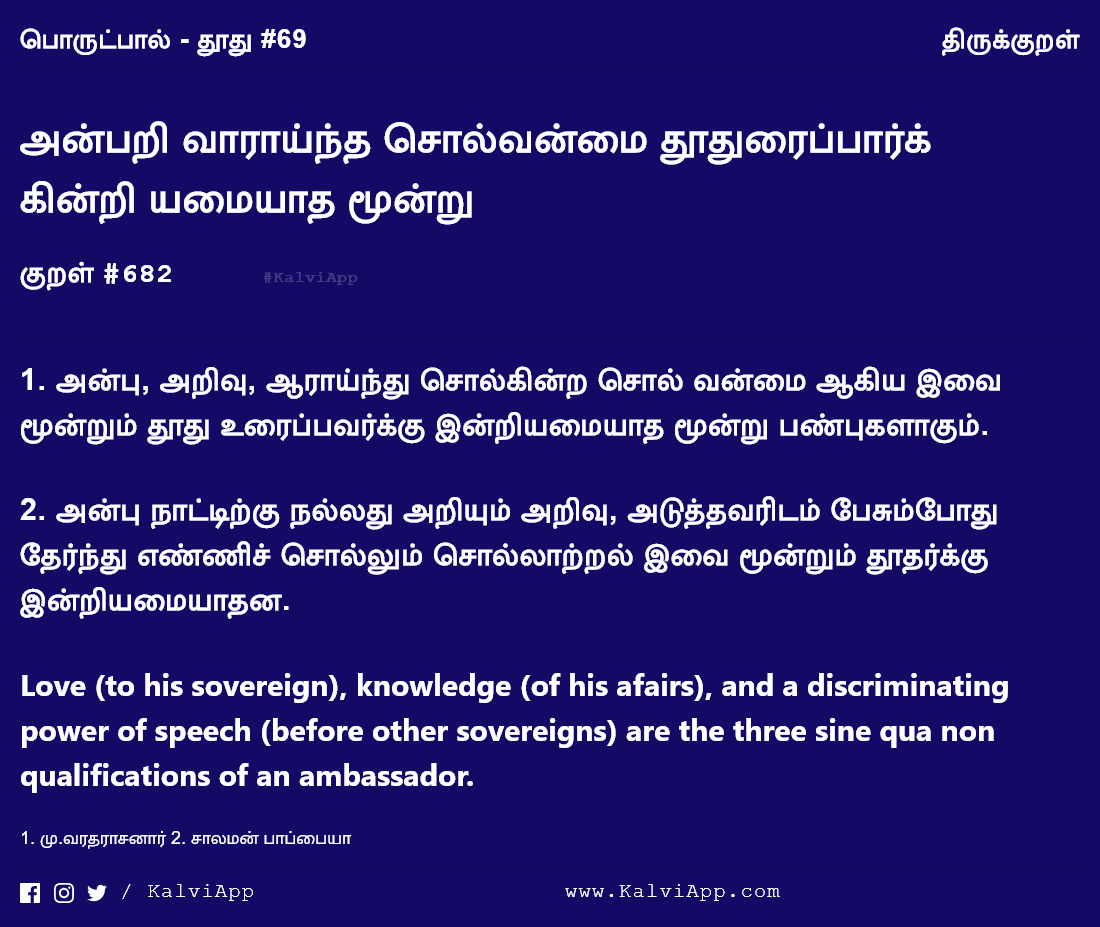 பொருட்பால் - தூது #69
திருக்குறள்
அன்பறி வாராய்ந்த சொல்வன்மை தூதுரைப்பார்க்
கின்றி யமையாத மூன்று
குறள் #682
#KalviApp
1. அன்பு, அறிவு, ஆராய்ந்து சொல்கின்ற சொல் வன்மை ஆகிய இவை
மூன்றும் தூது உரைப்பவர்க்கு இன்றியமையாத மூன்று பண்புகளாகும்.
2. அன்பு நாட்டிற்கு நல்லது அறியும் அறிவு, அடுத்தவரிடம் பேசும்போது
தேர்ந்து எண்ணிச் சொல்லும் சொல்லாற்றல் இவை மூன்றும் தூதர்க்கு
இன்றியமையாதன.
Love (to his sovereign), knowledge (of his afairs), and a discriminating
power of speech (before other sovereigns) are the three sine qua non
qualifications of an ambassador.
1. மு.வரதராசனார் 2. சாலமன் பாப்பையா
/ KalviApp
www.KalviApp.com